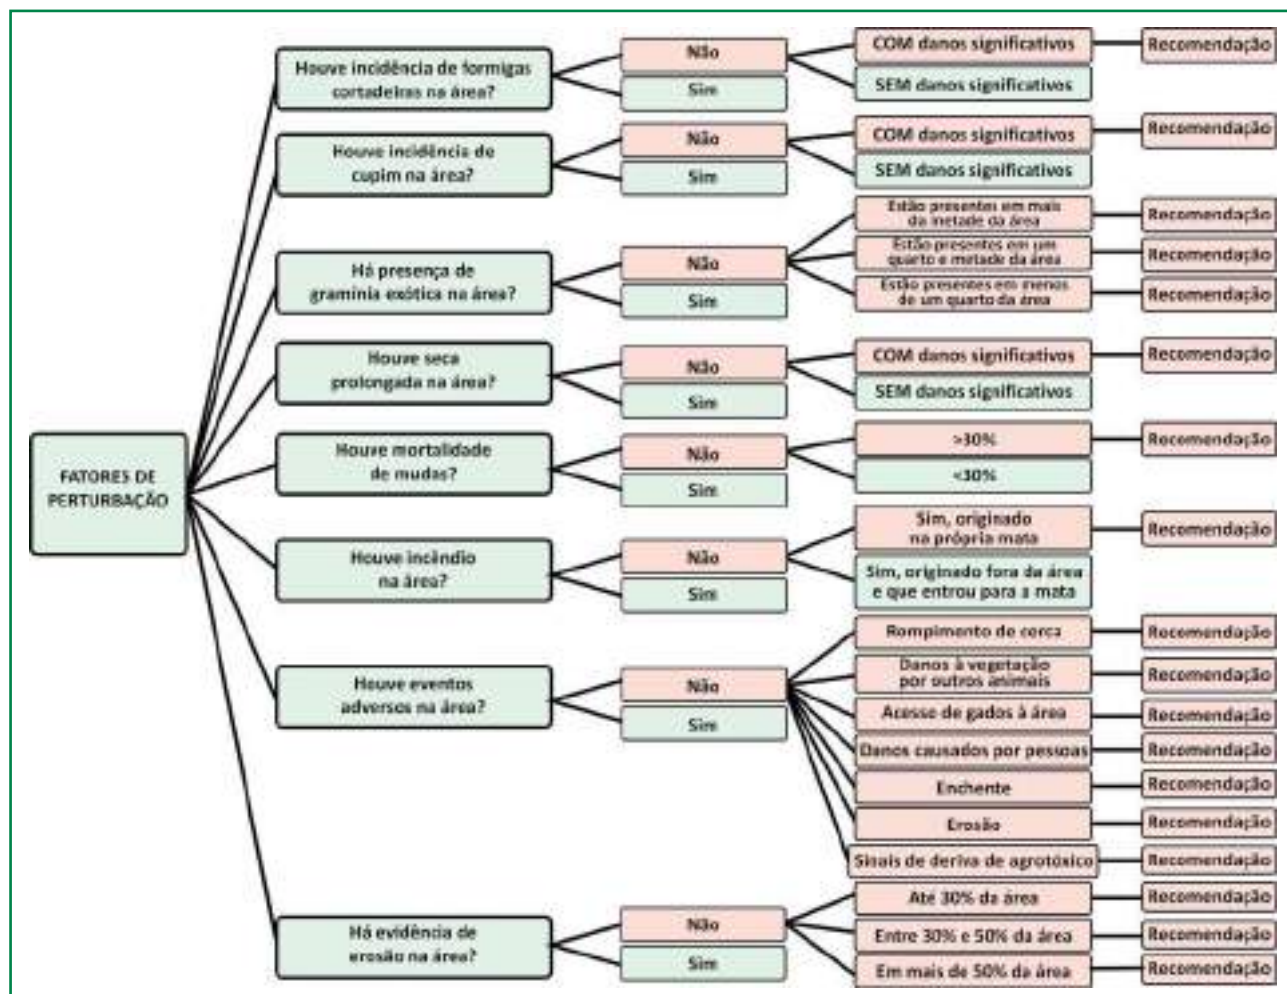 FATORES DE
PERTURBAÇÃO
Houve incidência de formigas
cortadeiras na área?
Não
Sim
COM danos significativos
Recomendação
SEM danos significativos
Houve incidência de
cupim na área?
Não
Sim
COM danos significativos
Recomendação
SEM danos significativos
Há presença de
gramínia exótica na área?
Não
Sim
Estão presentes em mais
da metade da área
Recomendação
Estão presentes em um
quarto e metade da área
Recomendação
Estão presentes em menos
de um quarto da área
Recomendação
Houve seca
prolongada na área?
Não
Sim
COM danos significativos
Recomendação
SEM danos significativos
Houve mortalidade
de mudas?
Não
Sim
>30%
Recomendação
<30%
Houve incêndio
na área?
Não
Sim
Sim, originado
na própria mata
Recomendação
Sim, originado fora da área
e que entrou para a mata
Houve eventos
adversos na área?
Não
Sim
Rompimento de cerca
Recomendação
Danos à vegetação
por outros animais
Recomendação
Acesso de gados à área
Recomendação
Danos causados por pessoas
Recomendação
Enchente
Recomendação
Erosão
Recomendação
Sinais de deriva de agrotóxico
Recomendação
Há evidência de
erosão na área?
Não
Sim
Até 30% da área
Recomendação
Entre 30% e 50% da área
Recomendação
Em mais de 50% da área
Recomendação